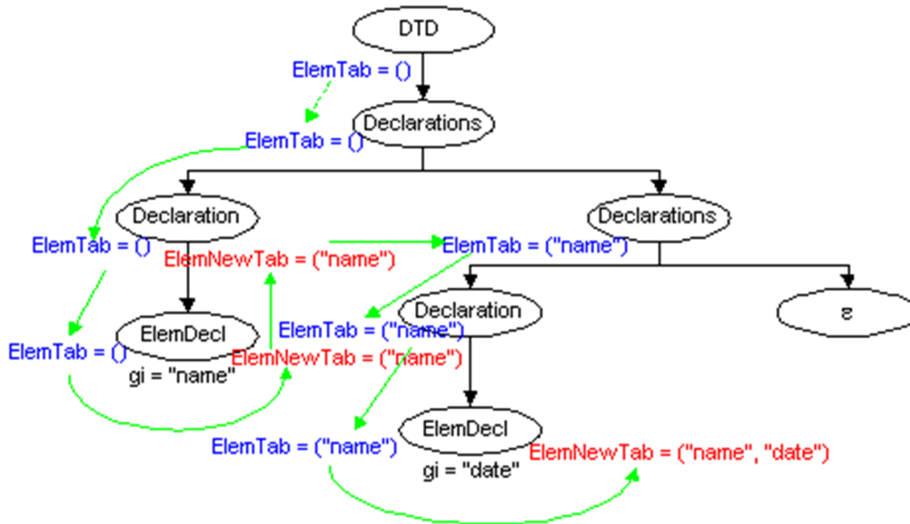 DTD
ElemTab = ()
Declarations
ElemTab = ()
Declaration
Declarations
ElemTab = ()
ElemNewTab = ("name")
ElemTab = ("name")
Declaration
ε
ElemDecl
ElemTab = ("name")
ElemTab = ()
ElemNewTab = ("name")
gi = "name"
ElemDecl
ElemTab = ("name")
ElemNewTab = ("name", "date")
gi = "date"